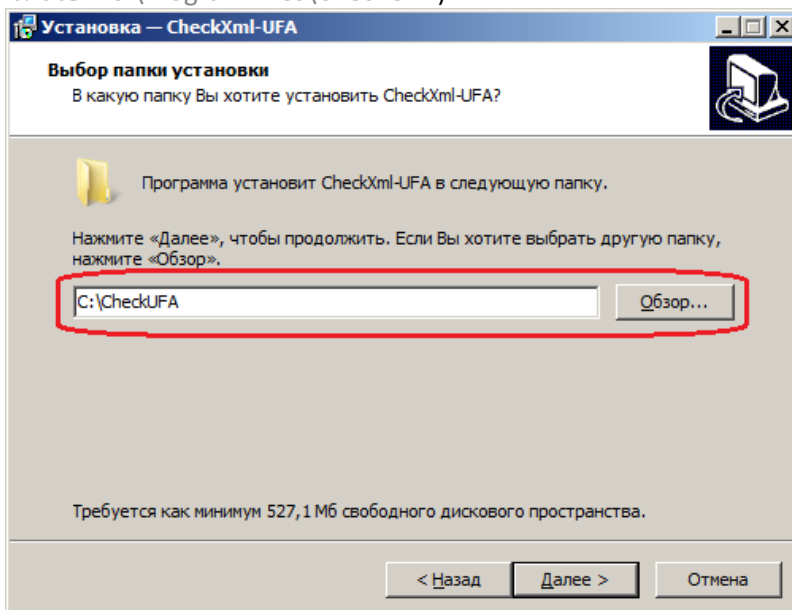 Установка — CheckXml-UFA
Выбор папки установки
В какую папку Вы хотите установить CheckXml-UFA?
Программа установит CheckXml-UFA в следующую папку.
Нажмите «Далее», чтобы продолжить. Если Вы хотите выбрать другую папку,
нажмите «Обзор».
C:\CheckUFA
Обзор...
Требуется как минимум 527,1 Мб свободного дискового пространства.
< Назад
Далее >
Отмена